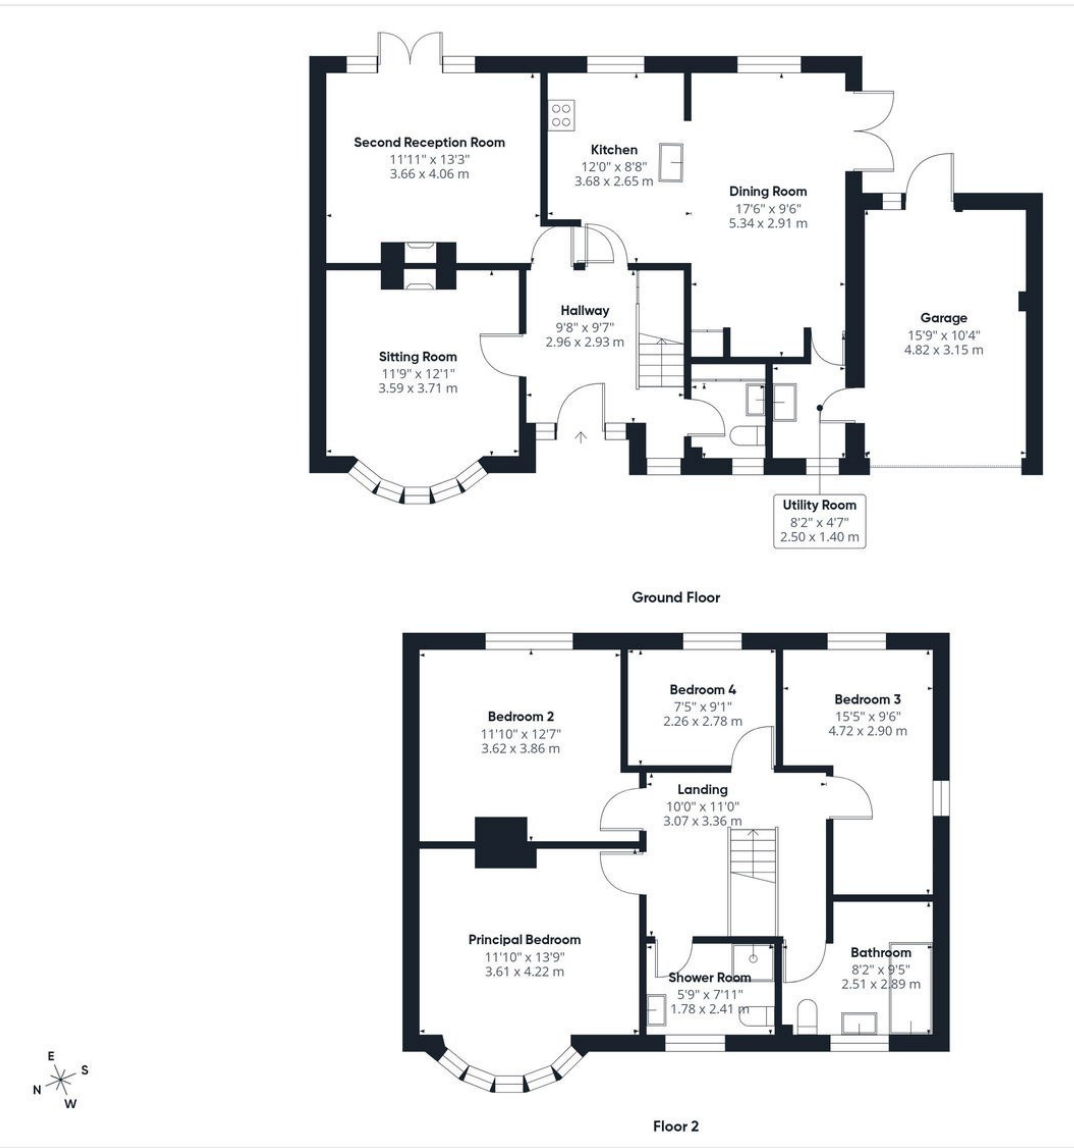 Second Reception Room
11'11" x 13'3"
3.66 x 4.06 m
Kitchen
12'0" x 8'8"
3.68 x 2.65 m
Dining Room
17'6" x 9'6"
5.34 x 2.91 m
Hallway
9'8" x 9'7"
2.96 x 2.93 m
Garage
15'9" x 10'4"
4.82 x 3.15 m
Sitting Room
11'9" x 12'1"
3.59 x 3.71 m
Utility Room
8'2" x 4'7"
2.50 x 1.40 m
Ground Floor
Bedroom 2
11'10" x 12'7"
3.62 x 3.86 m
Bedroom 4
7'5" x 9'1"
2.26 x 2.78 m
Bedroom 3
15'5" x 9'6"
4.72 x 2.90 m
Landing
10'0" x 11'0"
3.07 x 3.36 m
Principal Bedroom
11'10" x 13'9"
3.61 x 4.22 m
Shower Room
5'9" x 7'11"
1.78 x 2.41 m
Bathroom
8'2" x 9'5"
2.51 x 2.89 m
E
S
N
W
Floor 2